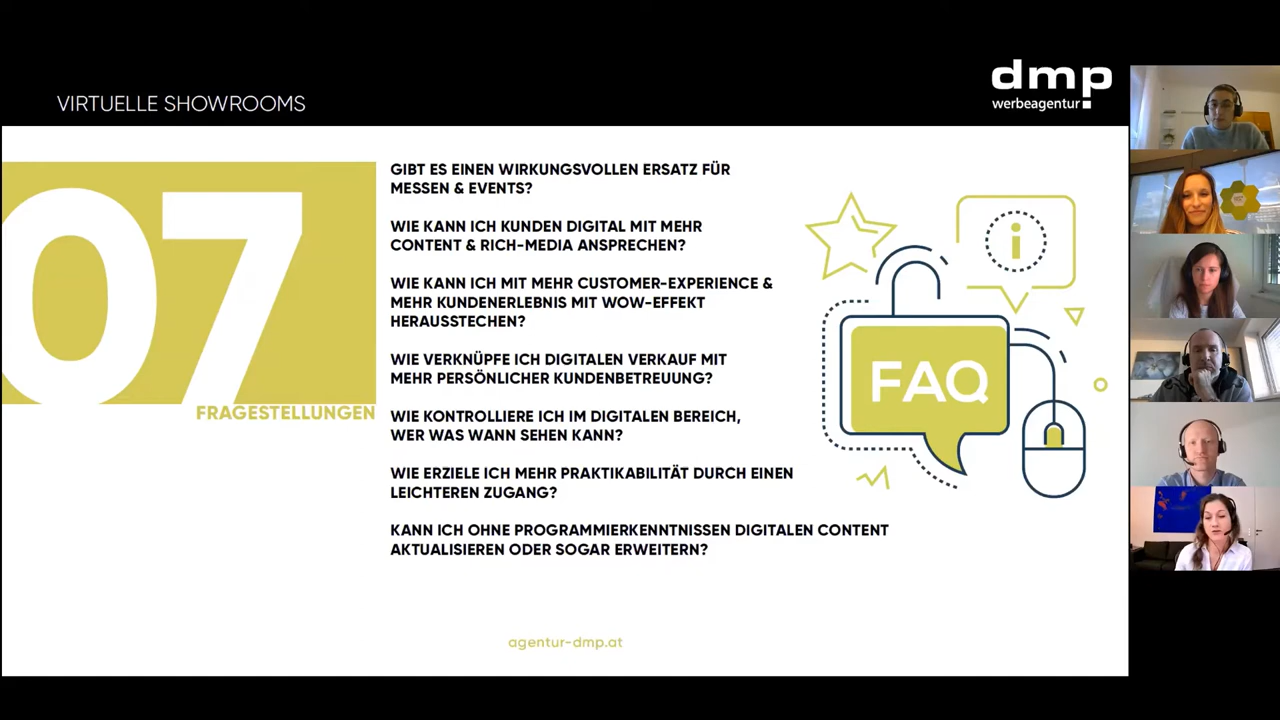 VIRTUELLE SHOWROOMS
dmp
werbeagentur
07
FRAGESTELLUNGEN
GIBT ES EINEN WIRKUNGSVOLLEN ERSATZ FÜR
MESSEN & EVENTS?
WIE KANN ICH KUNDEN DIGITAL MIT MEHR
CONTENT & RICH-MEDIA ANSPRECHEN?
WIE KANN ICH MIT MEHR CUSTOMER-EXPERIENCE &
MEHR KUNDENERLEBNIS MIT WOW-EFFEKT
HERAUSSTECHEN?
WIE VERKNÜPFE ICH DIGITALEN VERKAUF MIT
MEHR PERSÖNLICHER KUNDENBETREUUNG?
WIE KONTROLLIERE ICH IM DIGITALEN BEREICH,
WER WAS WANN SEHEN KANN?
WIE ERZIELE ICH MEHR PRAKTIKABILITÄT DURCH EINEN
LEICHTEREN ZUGANG?
KANN ICH OHNE PROGRAMMIERKENNTNISSEN DIGITALEN CONTENT
AKTUALISIEREN ODER SOGAR ERWEITERN?
i
FAQ
agentur-dmp.at